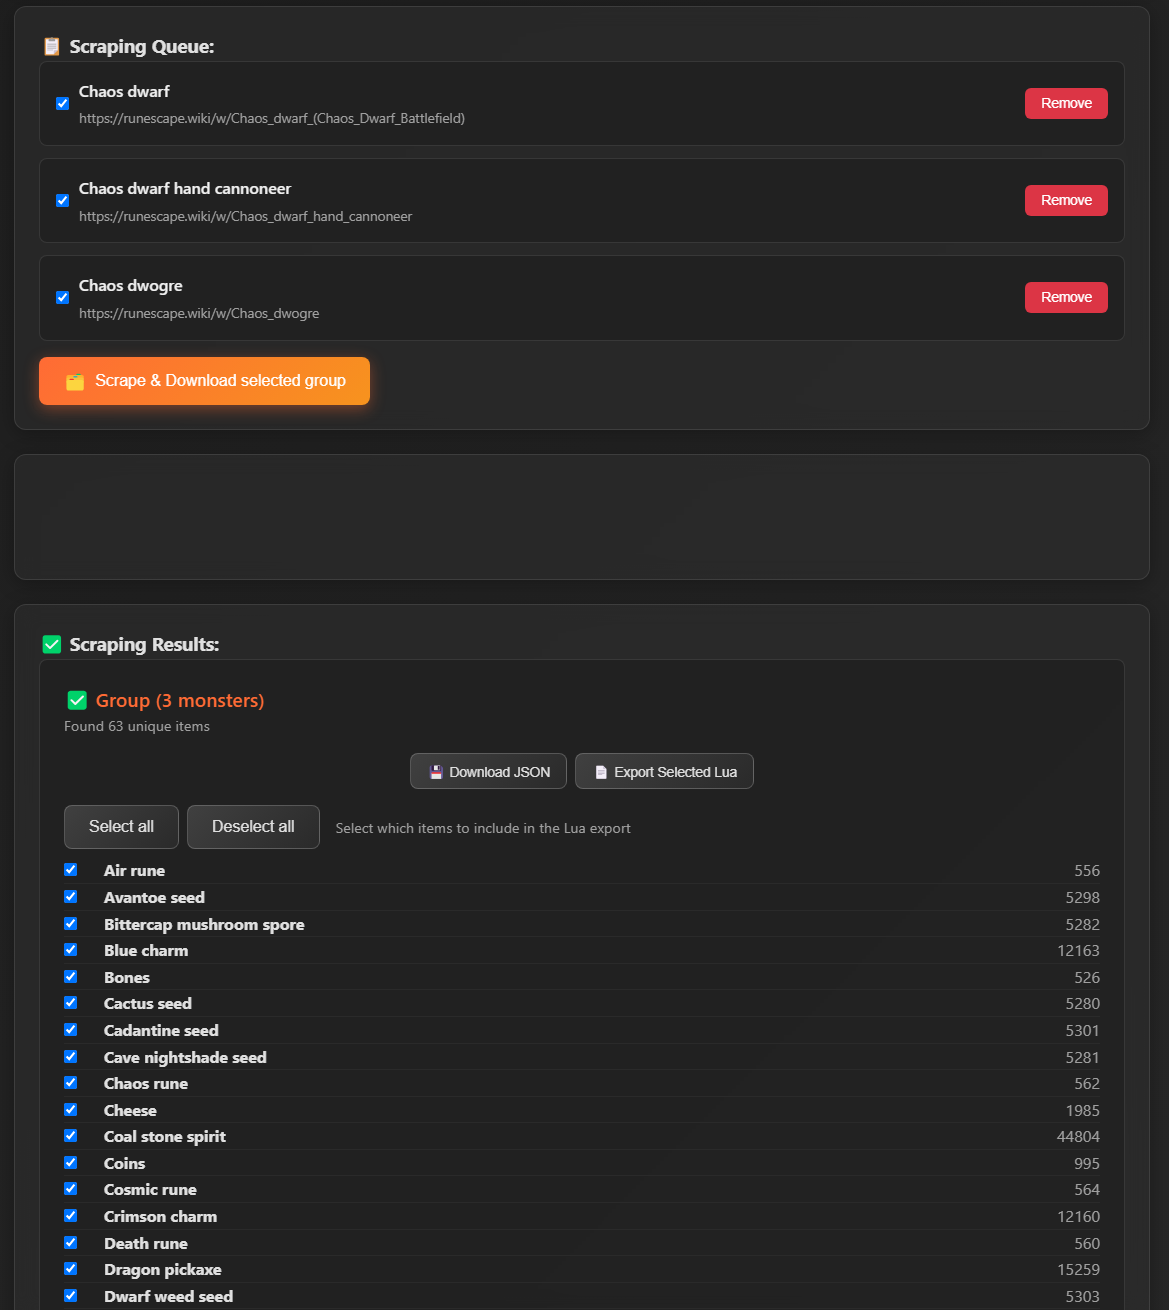 Scraping Queue:
Chaos dwarf
https://runescape.wiki/w/Chaos_dwarf_(Chaos_Dwarf_Battlefield)
Remove
Chaos dwarf hand cannoneer
https://runescape.wiki/w/Chaos_dwarf_hand_cannoneer
Remove
Chaos dwogre
https://runescape.wiki/w/Chaos_dwogre
Remove
Scrape & Download selected group
Scraping Results:
Group (3 monsters)
Found 63 unique items
Download JSON
Export Selected Lua
Select all
Deselect all
Select which items to include in the Lua export
Air rune 556
Avantoe seed 5298
Bittercap mushroom spore 5282
Blue charm 12163
Bones 526
Cactus seed 5280
Cadantine seed 5301
Cave nightshade seed 5281
Chaos rune 562
Cheese 1985
Coal stone spirit 44804
Coins 995
Cosmic rune 564
Crimson charm 12160
Death rune 560
Dragon pickaxe 15259
Dwarf weed seed 5303